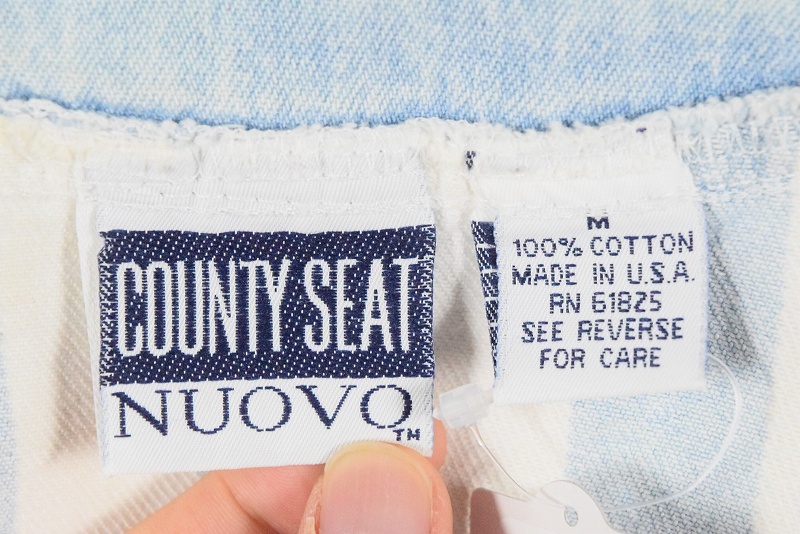 COUNTY SEAT
NUOVO
TM
M
100% COTTON
MADE IN U.S.A.
RN 61825
SEE REVERSE
FOR CARE